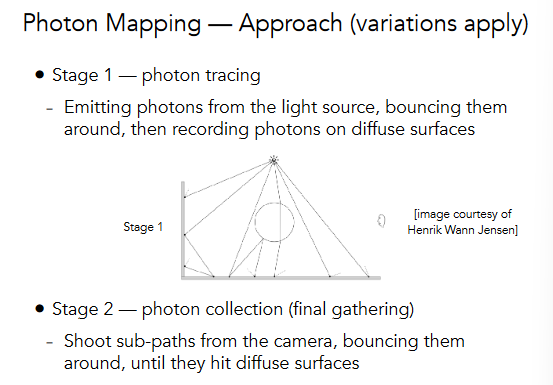 Photon Mapping — Approach (variations apply)
● Stage 1 — photon tracing
- Emitting photons from the light source, bouncing them
around, then recording photons on diffuse surfaces
Stage 1
[image courtesy of
Henrik Wann Jensen]
● Stage 2 — photon collection (final gathering)
- Shoot sub-paths from the camera, bouncing them
around, until they hit diffuse surfaces